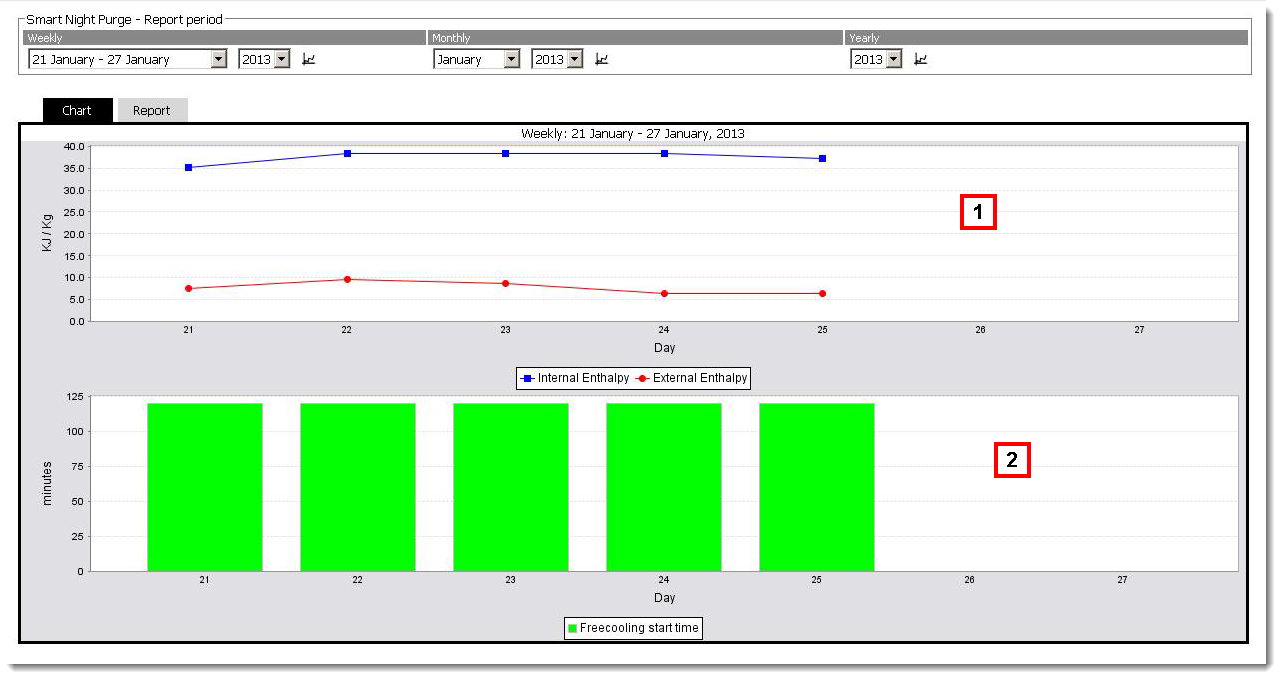 Smart Night Purge - Report period
Weekly Monthly Yearly
21 January - 27 January 2013 January 2013 2013
Chart Report
Weekly: 21 January - 27 January, 2013
40.0
35.0
30.0
25.0
20.0
15.0
10.0
5.0
0.0
KJ / Kg
1
21 22 23 24 25 26 27
Day
Internal Enthalpy External Enthalpy
125
100
75
50
25
0
minutes
2
21 22 23 24 25 26 27
Day
Freecooling start time